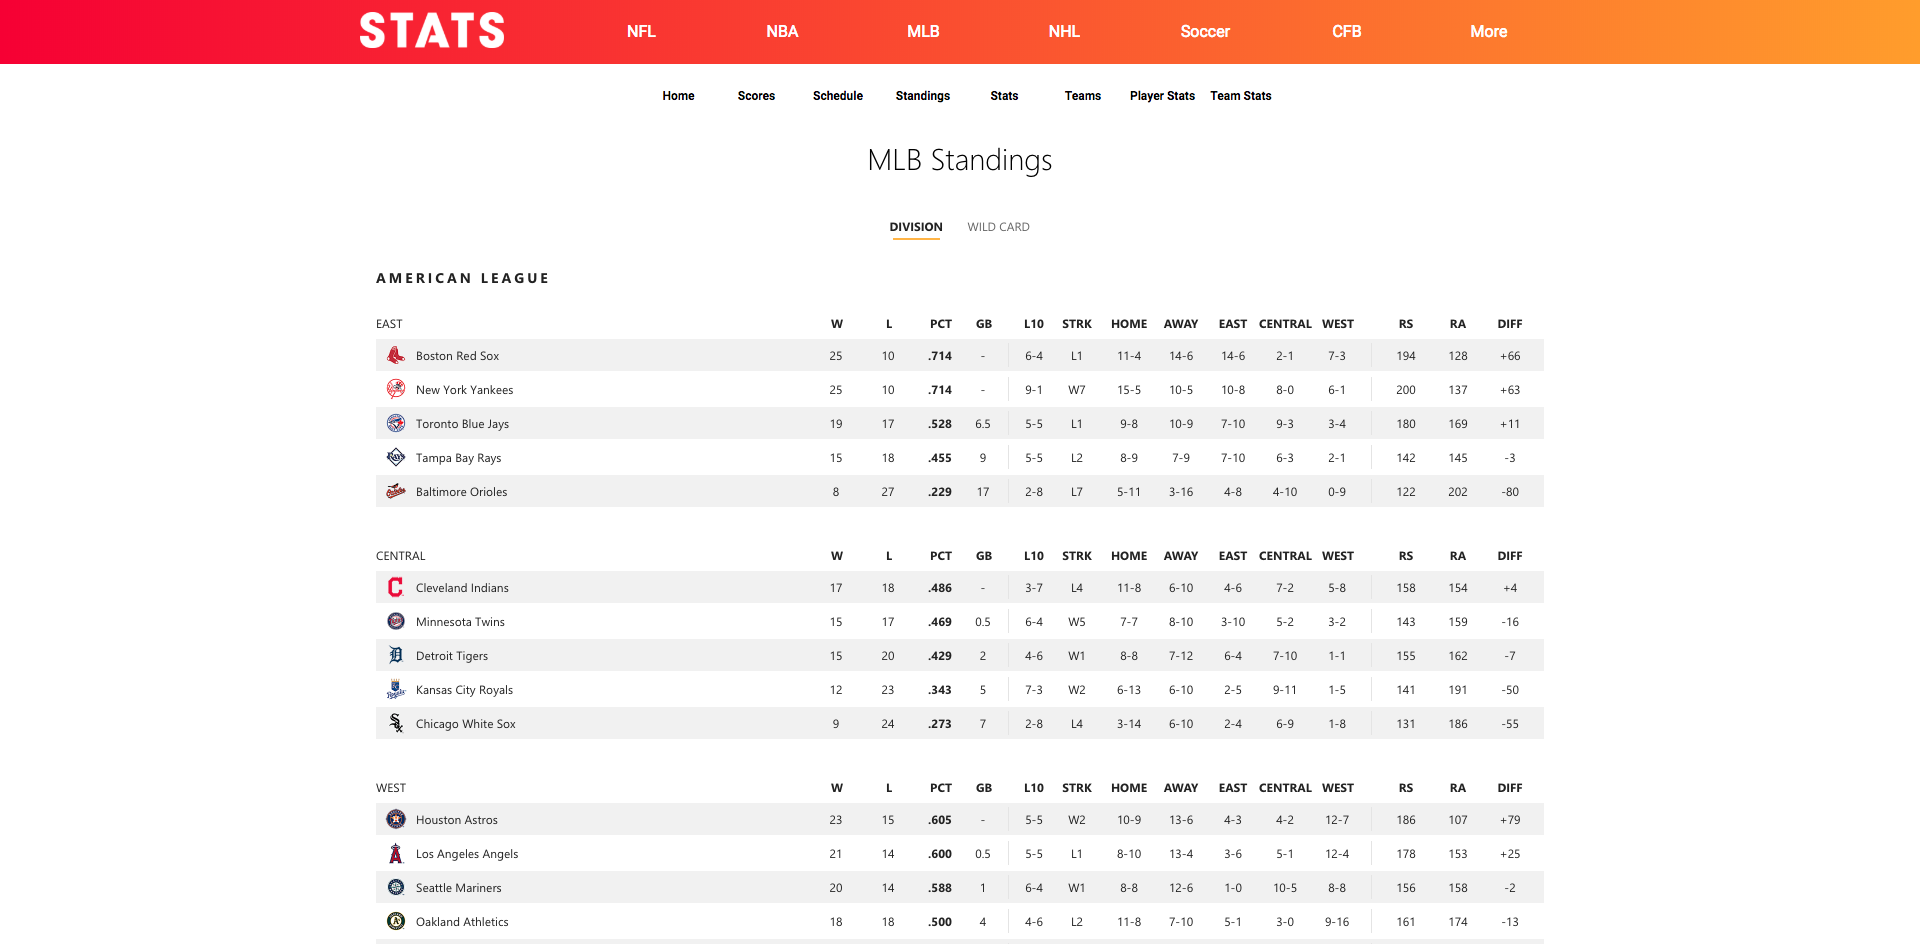 STATS NFL NBA MLB NHL Soccer CFB More
Home Scores Schedule Standings Stats Teams Player Stats Team Stats
MLB Standings
DIVISION WILD CARD
AMERICAN LEAGUE
EAST W L PCT GB L10 STRK HOME AWAY EAST CENTRAL WEST RS RA DIFF
Boston Red Sox 25 10 .714 - 6-4 L1 11-4 14-6 14-6 2-1 7-3 194 128 +66
New York Yankees 25 10 .714 - 9-1 W7 15-5 10-5 10-8 8-0 6-1 200 137 +63
Toronto Blue Jays 19 17 .528 6.5 5-5 L1 9-8 10-9 7-10 9-3 3-4 180 169 +11
Tampa Bay Rays 15 18 .455 9 5-5 L2 8-9 7-9 7-10 6-3 2-1 142 145 -3
Baltimore Orioles 8 27 .229 17 2-8 L7 5-11 3-16 4-8 4-10 0-9 122 202 -80
CENTRAL W L PCT GB L10 STRK HOME AWAY EAST CENTRAL WEST RS RA DIFF
Cleveland Indians 17 18 .486 - 3-7 L4 11-8 6-10 4-6 7-2 5-8 158 154 +4
Minnesota Twins 15 17 .469 0.5 6-4 W5 7-7 8-10 3-10 5-2 3-2 143 159 -16
Detroit Tigers 15 20 .429 2 4-6 W1 8-8 7-12 6-4 7-10 1-1 155 162 -7
Kansas City Royals 12 23 .343 5 7-3 W2 6-13 6-10 2-5 9-11 1-5 141 191 -50
Chicago White Sox 9 24 .273 7 2-8 L4 3-14 6-10 2-4 6-9 1-8 131 186 -55
WEST W L PCT GB L10 STRK HOME AWAY EAST CENTRAL WEST RS RA DIFF
Houston Astros 23 15 .605 - 5-5 W2 10-9 13-6 4-3 4-2 12-7 186 107 +79
Los Angeles Angels 21 14 .600 0.5 5-5 L1 8-10 13-4 3-6 5-1 12-4 178 153 +25
Seattle Mariners 20 14 .588 1 6-4 W1 8-8 12-6 1-0 10-5 8-8 156 158 -2
Oakland Athletics 18 18 .500 4 4-6 L2 11-8 7-10 5-1 3-0 9-16 161 174 -13